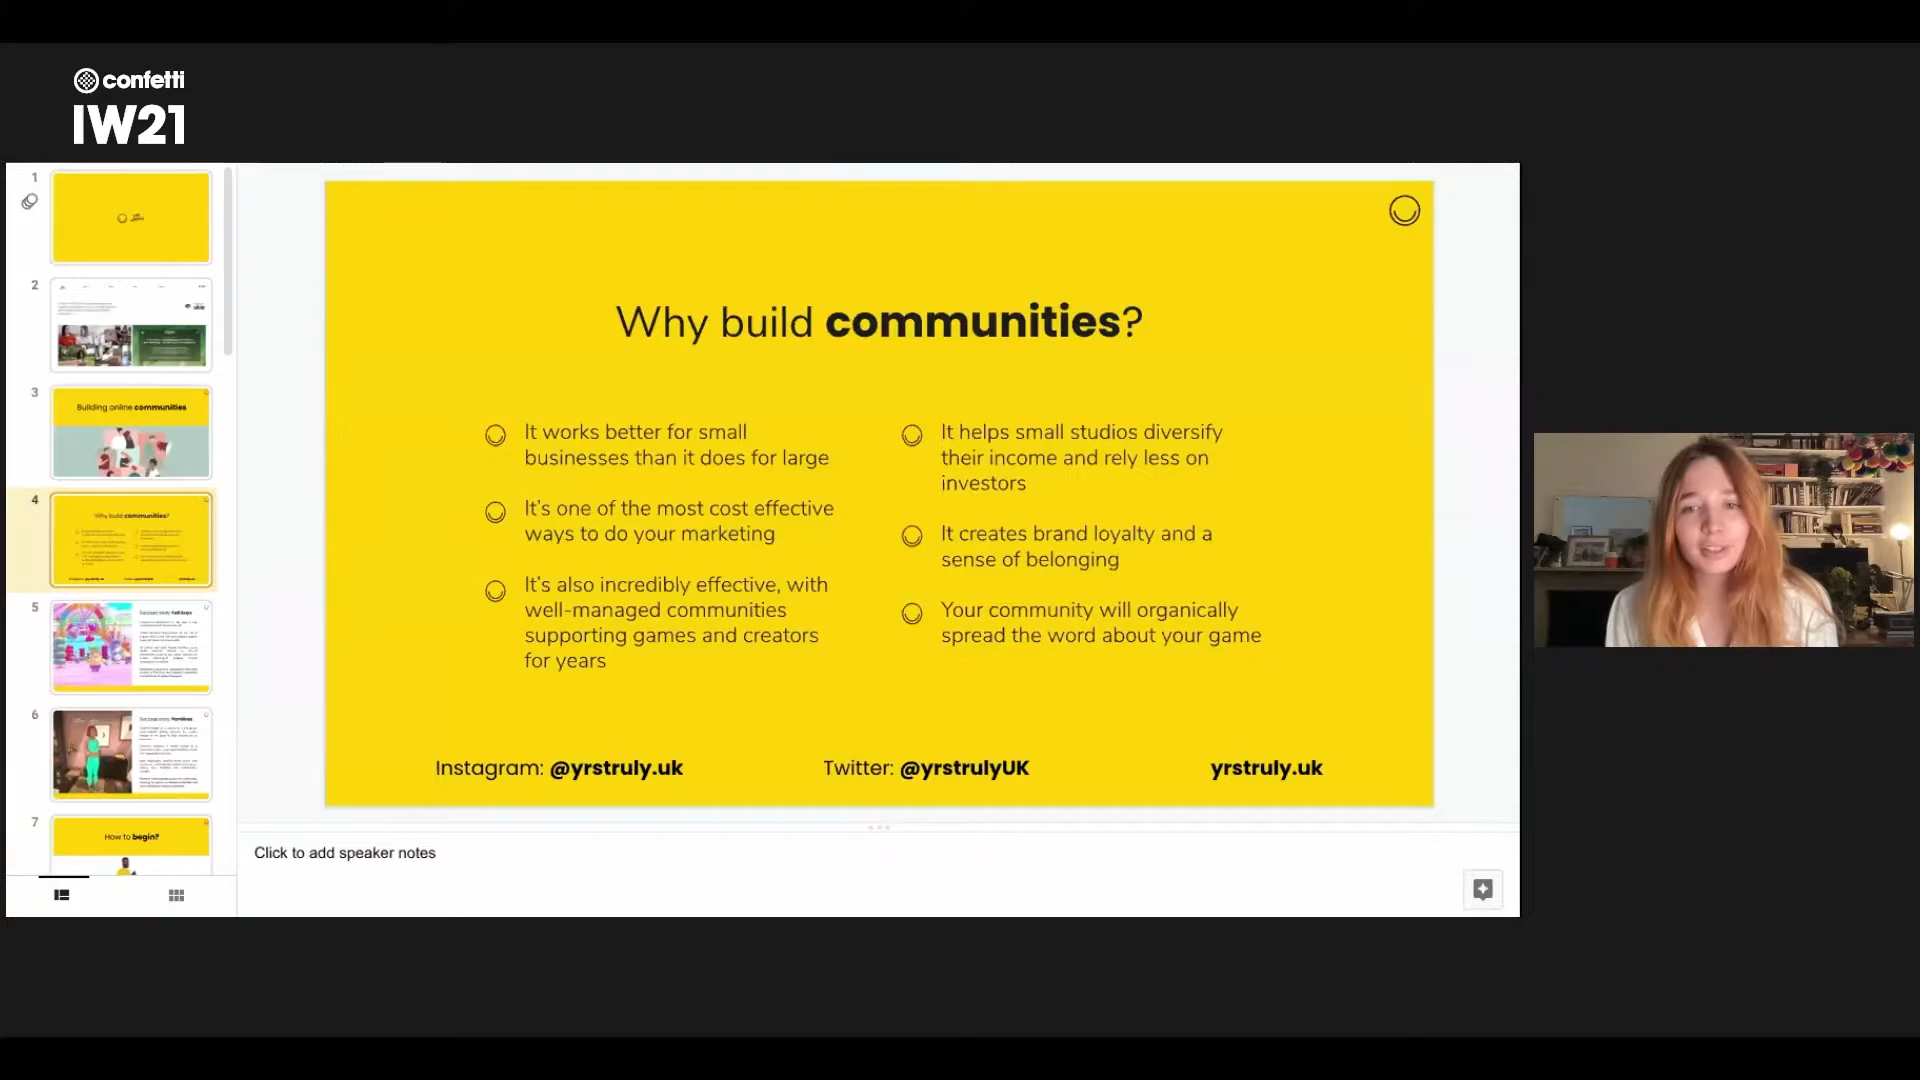 confetti
IW21
1
2
3
Building online communities
4
Why build communities?
5
6
7
How to begin?
Why build communities?
It works better for small
businesses than it does for large
It's one of the most cost effective
ways to do your marketing
It's also incredibly effective, with
well-managed communities
supporting games and creators
for years
It helps small studios diversify
their income and rely less on
investors
It creates brand loyalty and a
sense of belonging
Your community will organically
spread the word about your game
Instagram: @yrstruly.uk
Twitter: @yrstrulyUK
yrstruly.uk
Click to add speaker notes